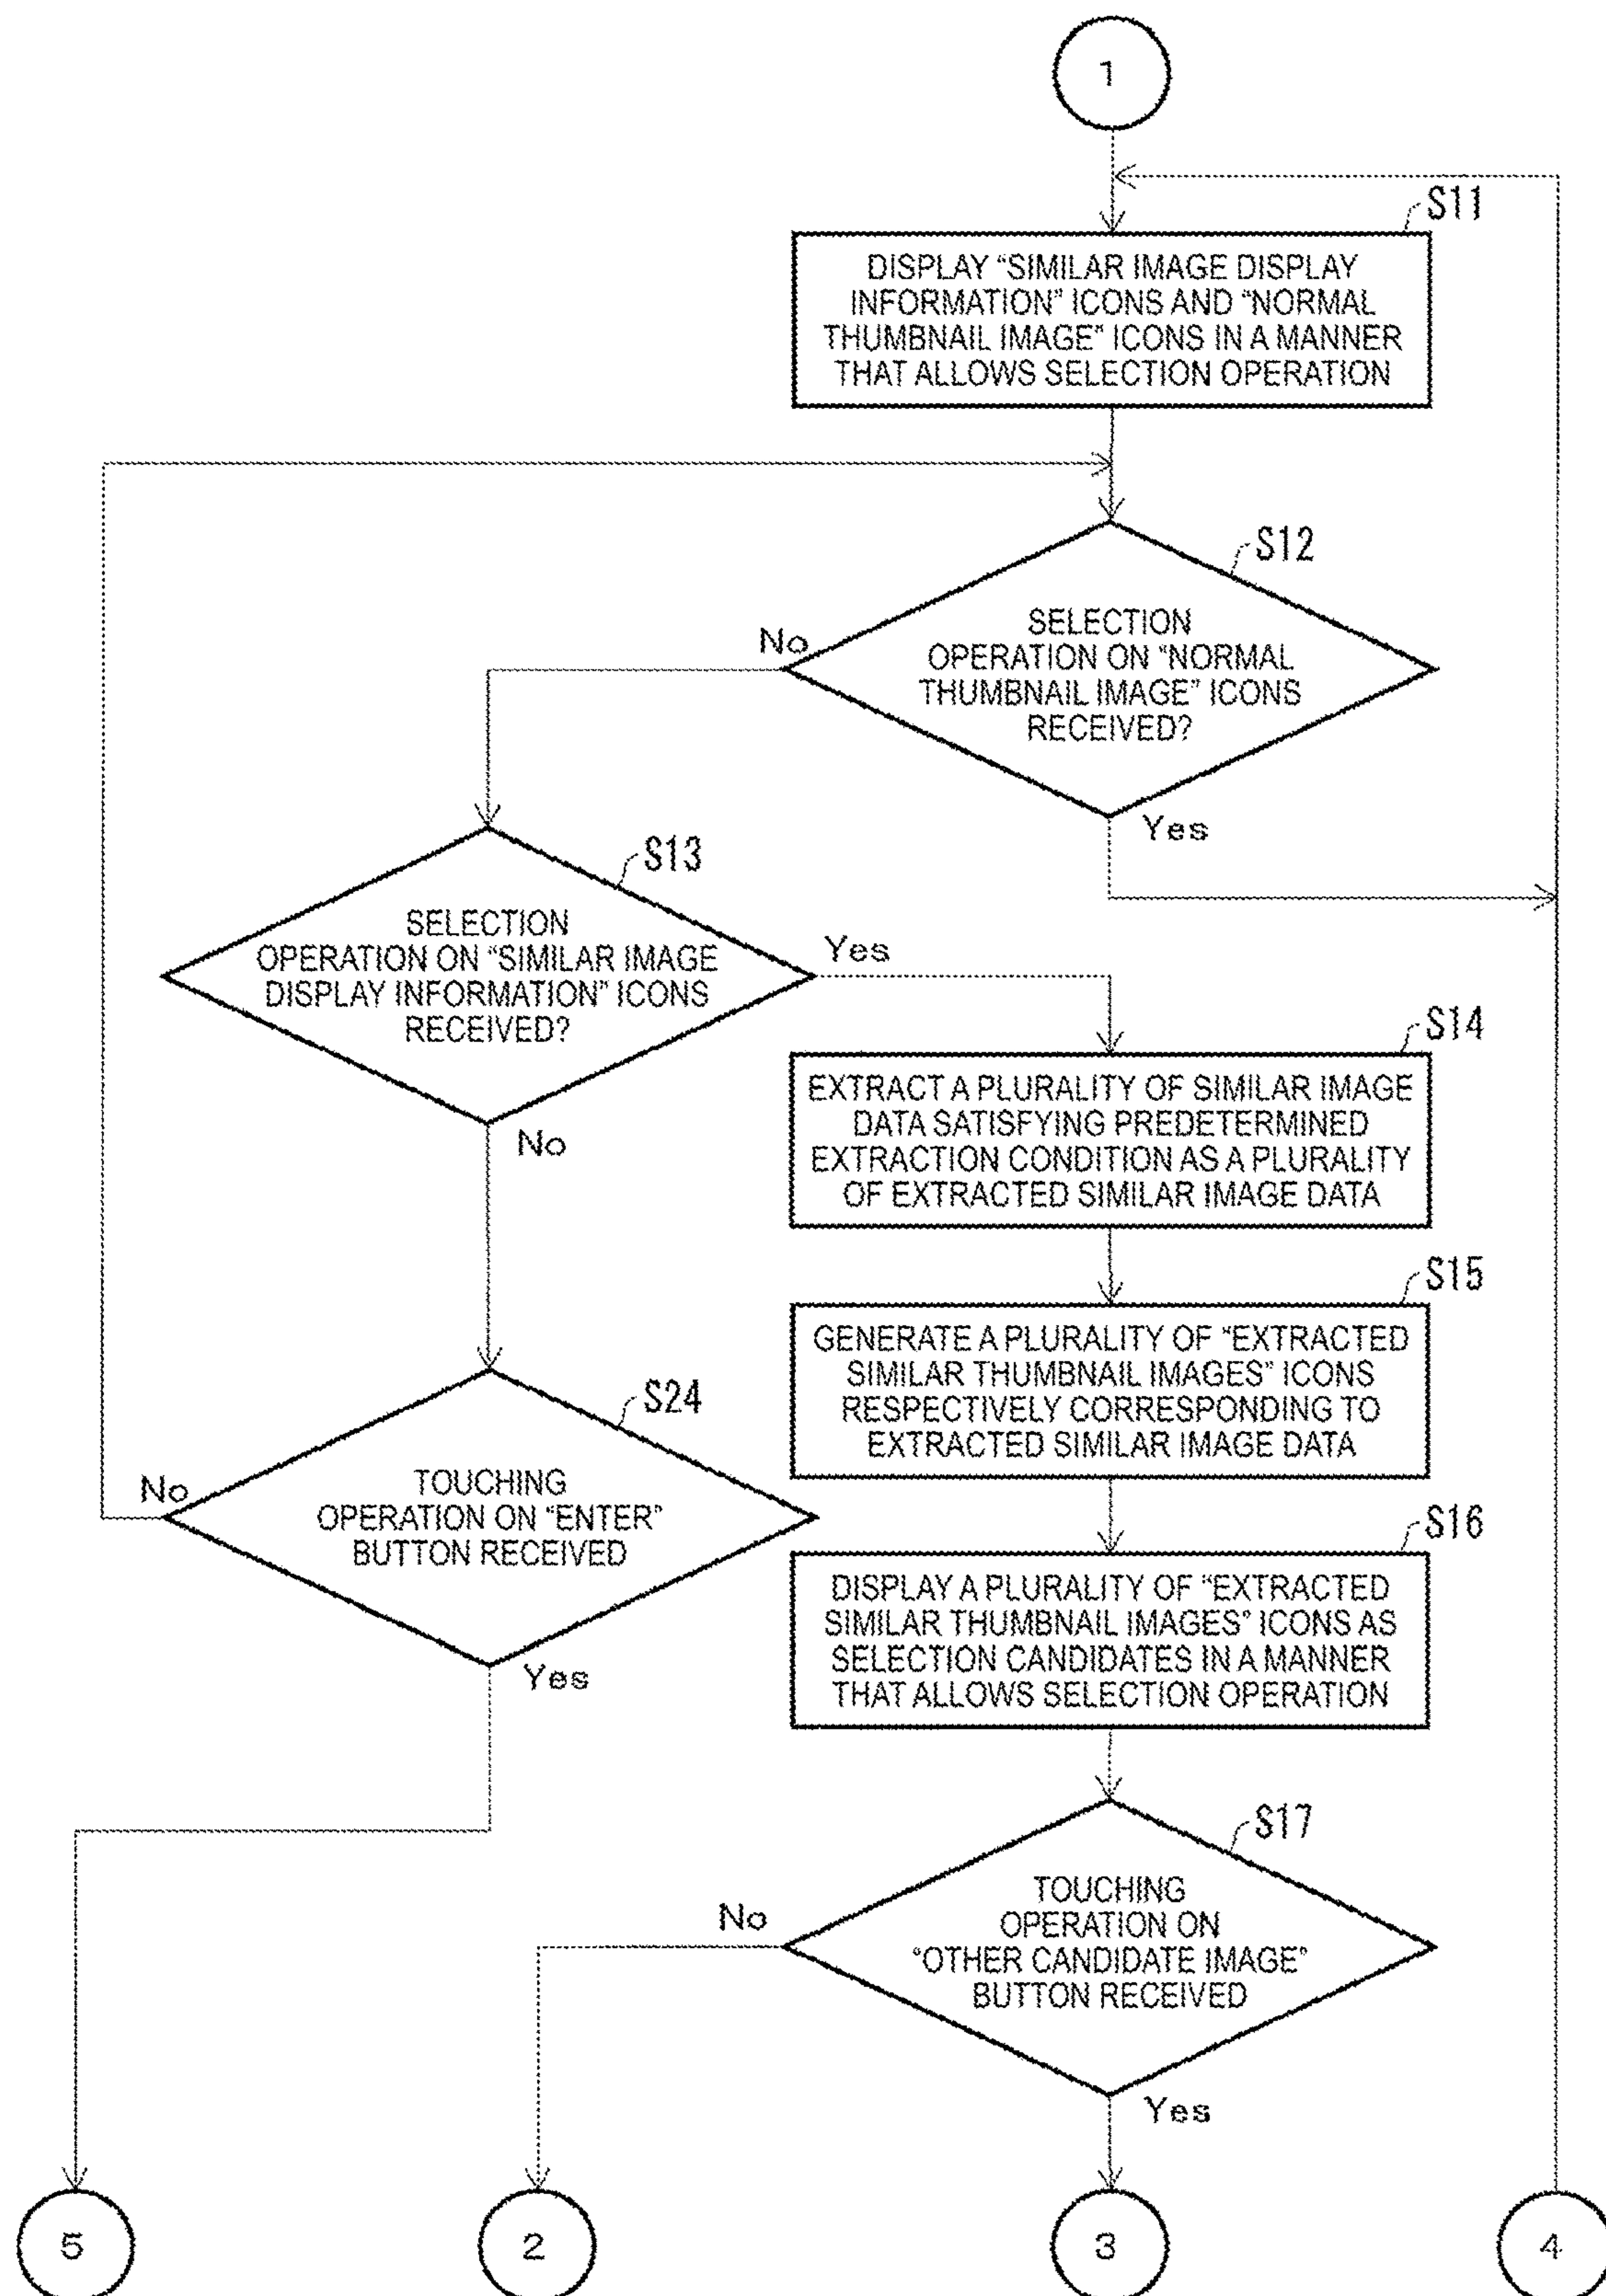 1
S11
DISPLAY “SIMILAR IMAGE DISPLAY
INFORMATION” ICONS AND “NORMAL
THUMBNAIL IMAGE” ICONS IN A MANNER
THAT ALLOWS SELECTION OPERATION
S12
SELECTION
OPERATION ON “NORMAL
THUMBNAIL IMAGE” ICONS
RECEIVED?
No
Yes
S13
SELECTION
OPERATION ON “SIMILAR IMAGE
DISPLAY INFORMATION” ICONS
RECEIVED?
Yes
No
S14
EXTRACT A PLURALITY OF SIMILAR IMAGE
DATA SATISFYING PREDETERMINED
EXTRACTION CONDITION AS A PLURALITY
OF EXTRACTED SIMILAR IMAGE DATA
S15
GENERATE A PLURALITY OF “EXTRACTED
SIMILAR THUMBNAIL IMAGES” ICONS
RESPECTIVELY CORRESPONDING TO
EXTRACTED SIMILAR IMAGE DATA
S24
TOUCHING
OPERATION ON “ENTER”
BUTTON RECEIVED
No
Yes
S16
DISPLAY A PLURALITY OF “EXTRACTED
SIMILAR THUMBNAIL IMAGES” ICONS AS
SELECTION CANDIDATES IN A MANNER
THAT ALLOWS SELECTION OPERATION
S17
TOUCHING
OPERATION ON
“OTHER CANDIDATE IMAGE”
BUTTON RECEIVED
No
Yes
5
2
3
4